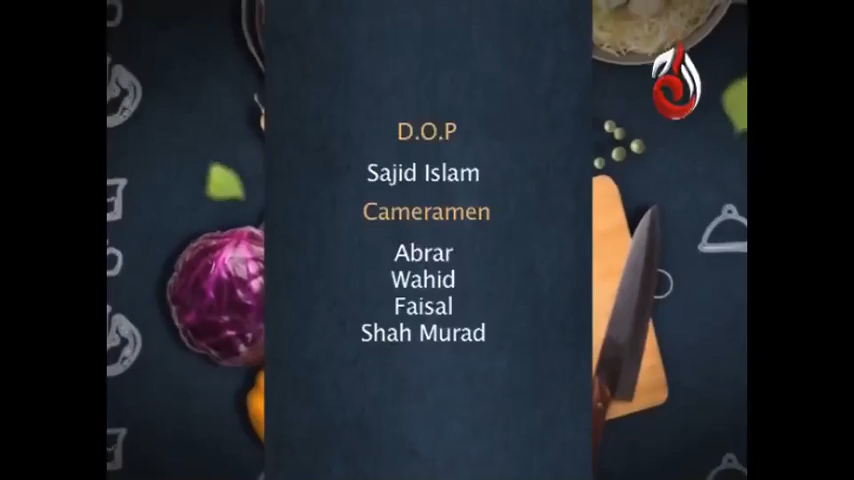 D.O.P
Sajid Islam
Cameramen
Abrar
Wahid
Faisal
Shah Murad